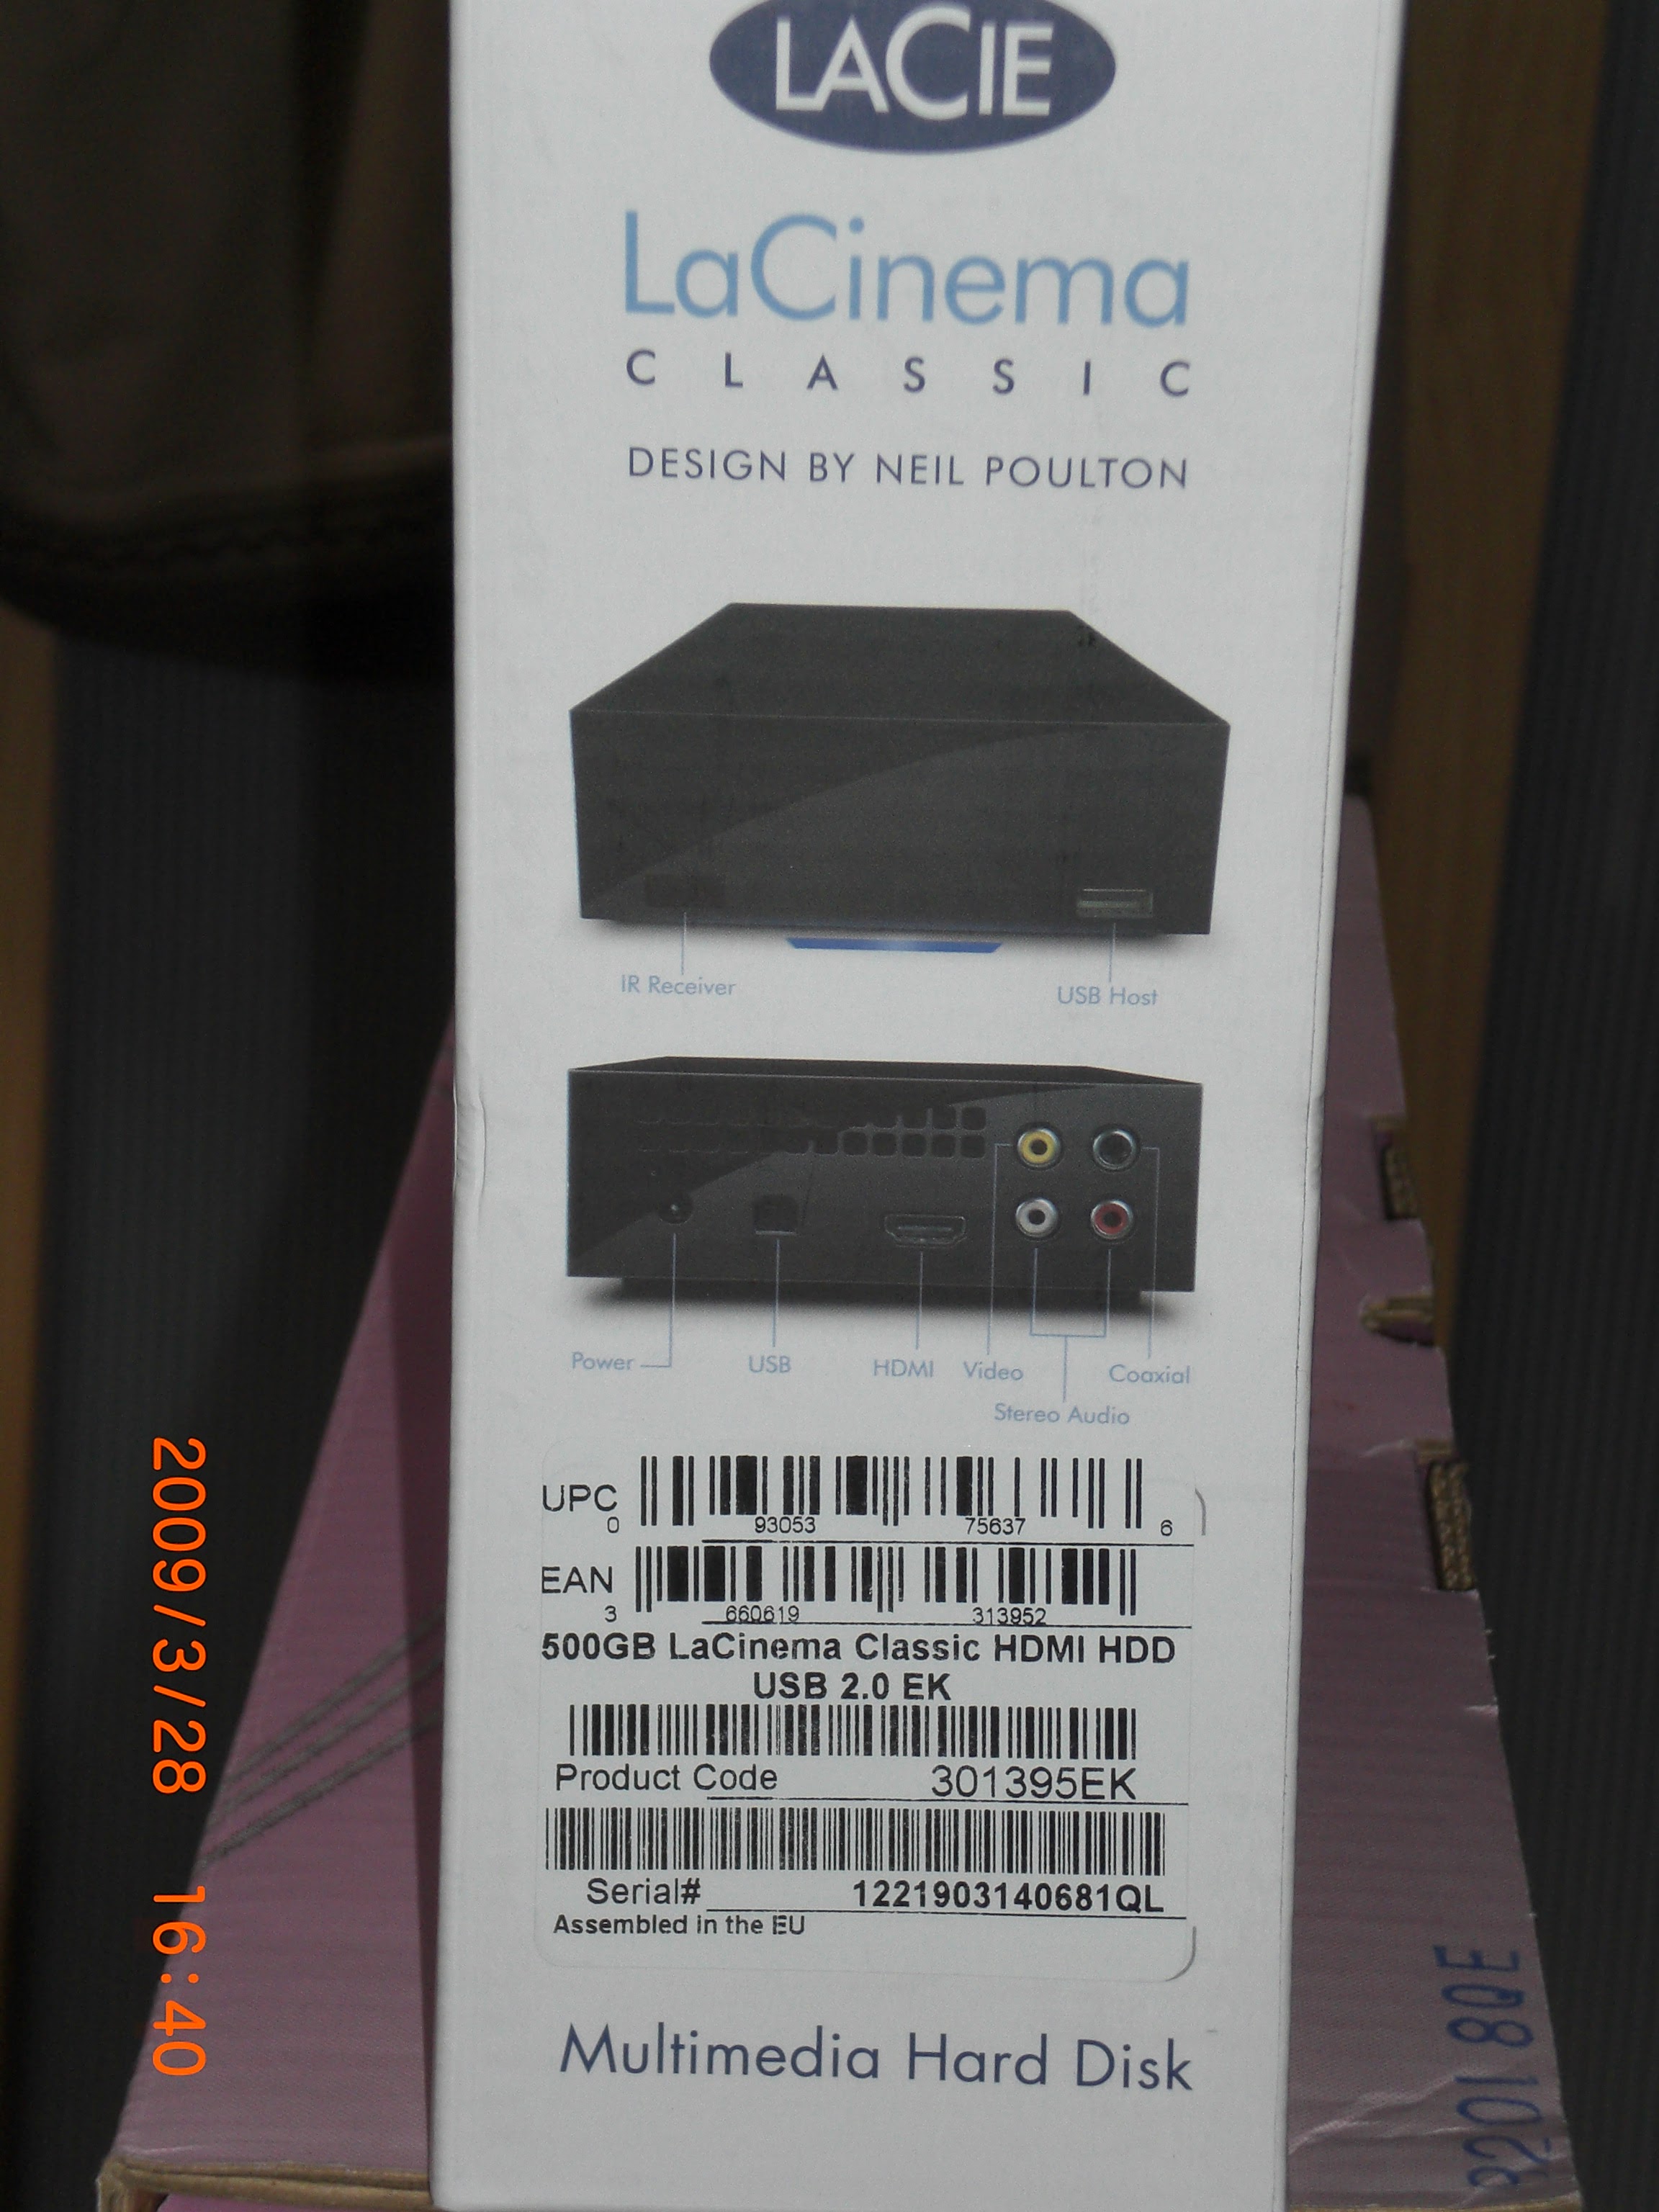 LACIE
LaCinema
CLASSIC
DESIGN BY NEIL POULTON
IR Receiver
USB Host
Power
USB
HDMI
Video
Coaxial
Stereo Audio
UPC
0 93053 75637 6
EAN
3 660619 313952
500GB LaCinema Classic HDMI HDD
USB 2.0 EK
Product Code 301395EK
Serial# 1221903140681QL
Assembled in the EU
Multimedia Hard Disk
2009/3/28 16:40